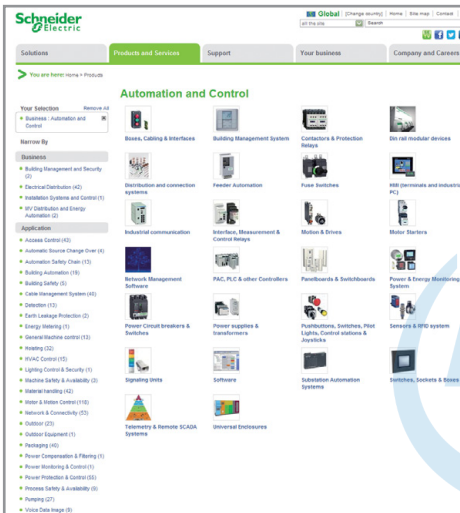 Schneider
Electric
Global | [Change country] | Home | Site map | Contact
all the site Search
Solutions
Products and Services
Support
Your business
Company and Careers
You are here: Home > Products
Automation and Control
Your Selection Remove All
Business : Automation and
Control
Narrow By
Business
Building Management and Security
(2)
Electrical Distribution (42)
Installation Systems and Control (1)
MV Distribution and Energy
Automation (2)
Application
Access Control (40)
Automatic Source Change Over (4)
Automation Safety Chain (13)
Building Automation (19)
Building Safety (5)
Cable Management System (40)
Detection (13)
Earth Leakage Protection (2)
Energy Metering (1)
General Machine control (13)
Hoisting (32)
HVAC Control (15)
Lighting Control & Security (1)
Machine Safety & Availability (3)
Material handling (42)
Motor & Motion Control (118)
Network & Connectivity (53)
Outdoor (23)
Outdoor Equipment (1)
Packaging (40)
Power Compensation & Filtering (1)
Power Monitoring & Control (1)
Power Protection & Control (55)
Process Safety & Availability (9)
Pumping (27)
Voice Data Image (8)
Boxes, Cabling & Interfaces
Building Management System
Contactors & Protection
Relays
Din rail modular devices
Distribution and connection
systems
Feeder Automation
Fuse Switches
HMI (terminals and Industrial
PC)
Industrial communication
Interface, Measurement &
Control Relays
Motion & Drives
Motor Starters
Network Management
Software
PAC, PLC & other Controllers
Panelboards & Switchboards
Power & Energy Monitoring
System
Power Circuit breakers &
Switches
Power supplies &
transformers
Pushbuttons, Switches, Pilot
Lights, Control stations &
Joysticks
Sensors & RFID system
Signaling Units
Software
Substation Automation
Systems
Switches, Sockets & Boxes
Telemetry & Remote SCADA
Systems
Universal Enclosures